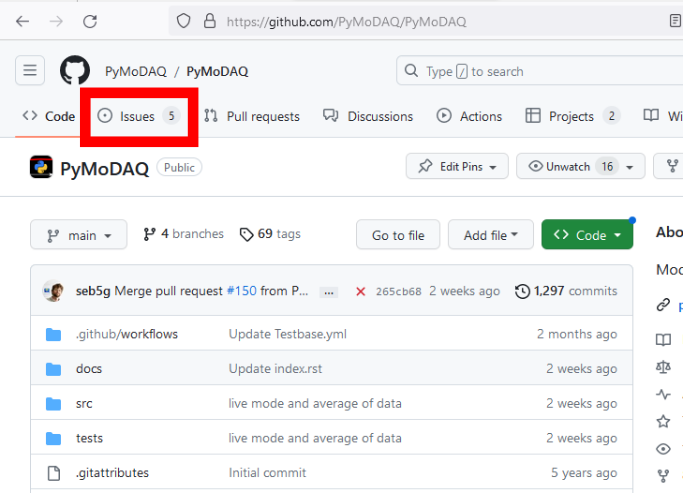 https://github.com/PyMoDAQ/PyMoDAQ
PyMoDAQ / PyMoDAQ
Type / to search
Code Issues 5 Pull requests Discussions Actions Projects 2 Wi
PyMoDAQ Public Edit Pins Unwatch 16
main 4 branches 69 tags Go to file Add file Code
Abo
seb5g Merge pull request #150 from P... ... 265cb68 2 weeks ago 1,297 commits
Moc
.github/workflows Update Testbase.yml 2 months ago
docs Update index.rst 2 weeks ago
src live mode and average of data 2 weeks ago
tests live mode and average of data 2 weeks ago
.gitattributes Initial commit 5 years ago